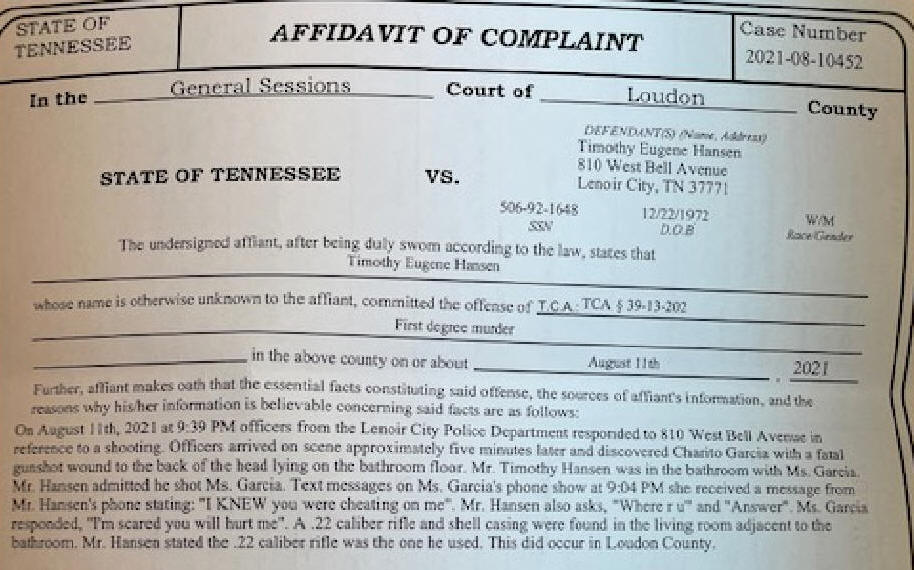 STATE OF
TENNESSEE
AFFIDAVIT OF COMPLAINT
Case Number
2021-08-10452
In the General Sessions Court of Loudon County
DEFENDANT(S) (Name, Address)
Timothy Eugene Hansen
810 West Bell Avenue
Lenoir City, TN 37771
STATE OF TENNESSEE VS.
506-92-1648 12/22/1972 W/M
SSN D.O.B Race/Gender
The undersigned affiant, after being duly sworn according to the law, states that
Timothy Eugene Hansen
whose name is otherwise unknown to the affiant, committed the offense of T.C.A: TCA § 39-13-202
First degree murder
in the above county on or about August 11th , 2021
Further, affiant makes oath that the essential facts constituting said offense, the sources of affiant's information, and the
reasons why his/her information is believable concerning said facts are as follows:
On August 11th, 2021 at 9:39 PM officers from the Lenoir City Police Department responded to 810 West Bell Avenue in
reference to a shooting. Officers arrived on scene approximately five minutes later and discovered Charito Garcia with a fatal
gunshot wound to the back of the head lying on the bathroom floor. Mr. Timothy Hansen was in the bathroom with Ms. Garcia.
Mr. Hansen admitted he shot Ms. Garcia. Text messages on Ms. Garcia's phone show at 9:04 PM she received a message from
Mr. Hansen's phone stating: "I KNEW you were cheating on me". Mr. Hansen also asks, "Where r u" and "Answer". Ms. Garcia
responded, "I'm scared you will hurt me". A .22 caliber rifle and shell casing were found in the living room adjacent to the
bathroom. Mr. Hansen stated the .22 caliber rifle was the one he used. This did occur in Loudon County.